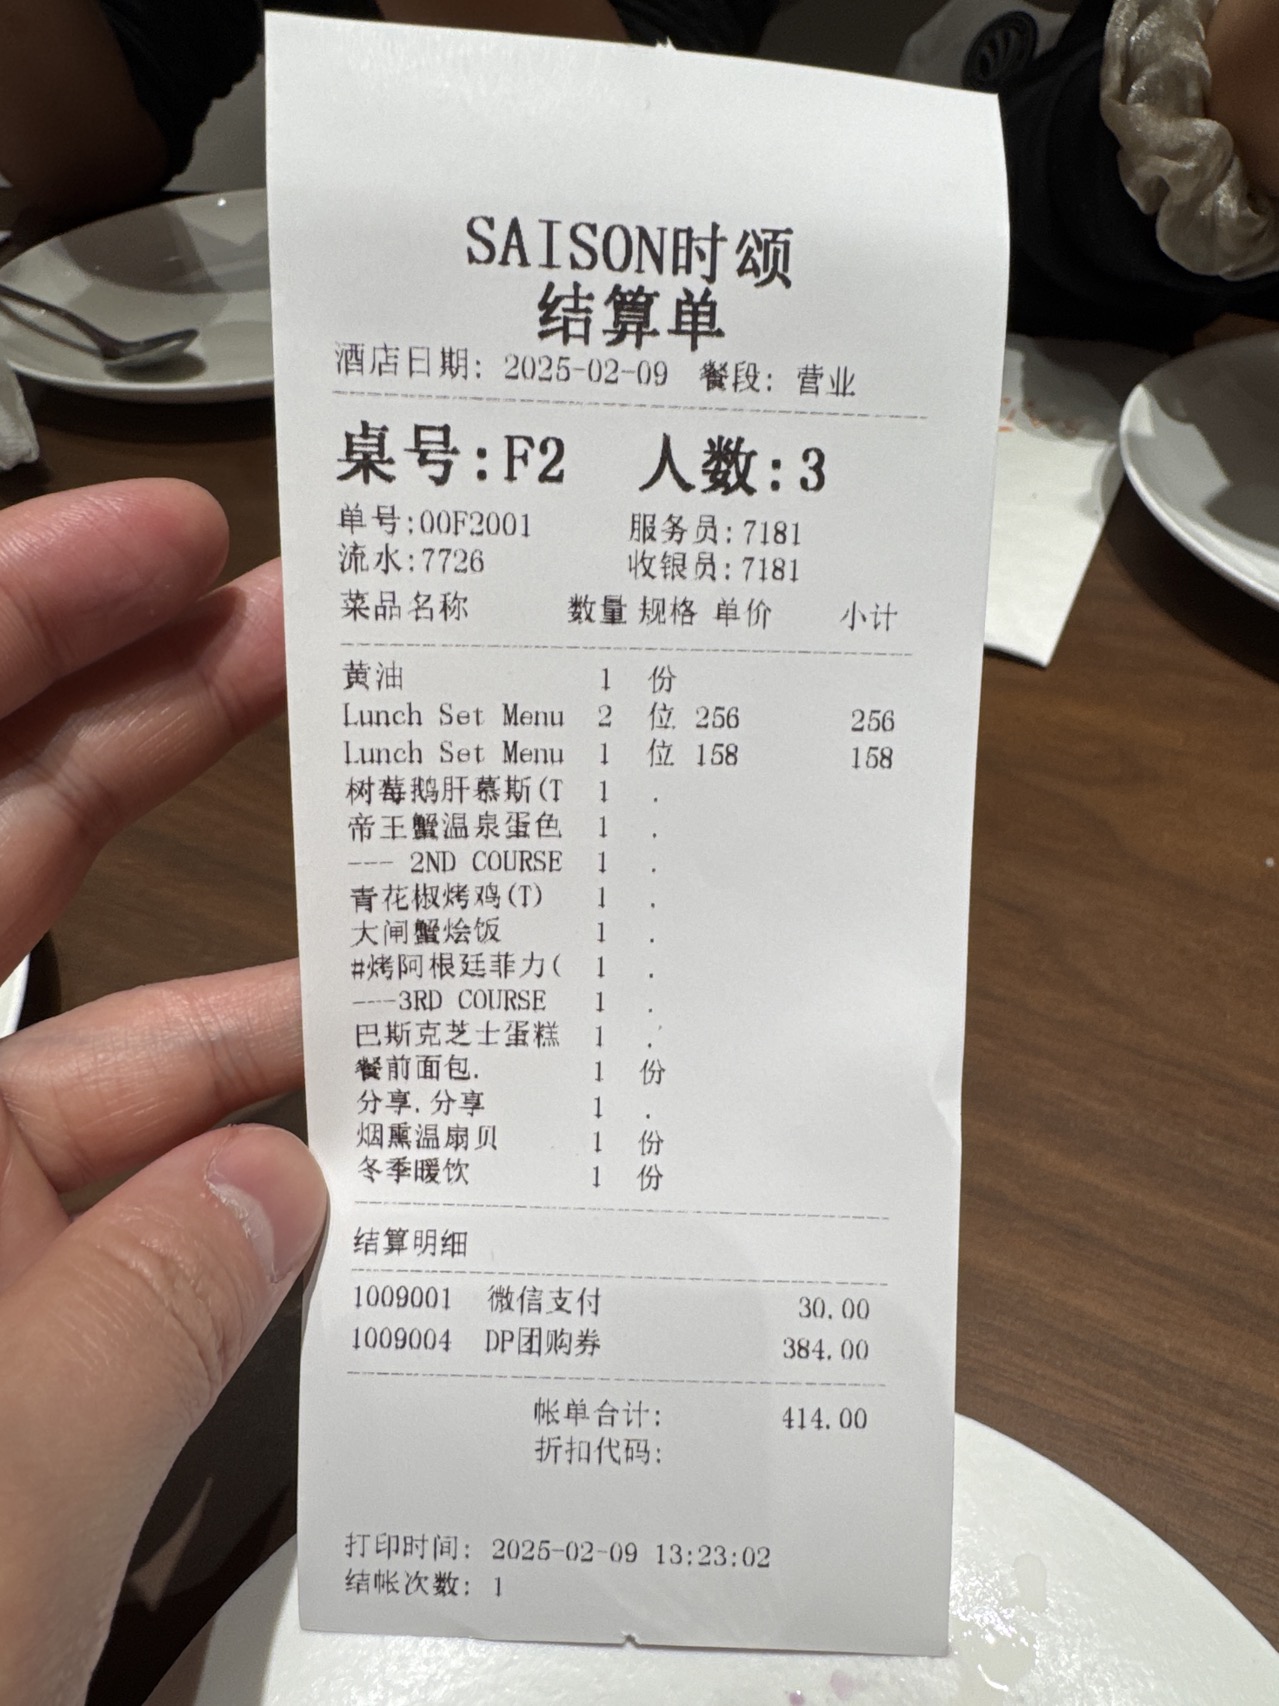 SAISON时颂
结算单
酒店日期: 2025-02-09 餐段: 营业
桌号:F2 人数:3
单号:00F2001 服务员:7181
流水:7726 收银员:7181
菜品名称 数量 规格 单价 小计
黄油 1 份
Lunch Set Menu 2 位 256 256
Lunch Set Menu 1 位 158 158
树莓鹅肝慕斯(T 1 .
帝王蟹温泉蛋色 1 .
--- 2ND COURSE 1 .
青花椒烤鸡(T) 1 .
大闸蟹烩饭 1 .
#烤阿根廷菲力( 1 .
---3RD COURSE 1 .
巴斯克芝士蛋糕 1 .
餐前面包. 1 份
分享.分享 1 .
烟熏温扇贝 1 份
冬季暖饮 1 份
结算明细
1009001 微信支付 30.00
1009004 DP团购券 384.00
帐单合计: 414.00
折扣代码:
打印时间: 2025-02-09 13:23:02
结帐次数: 1